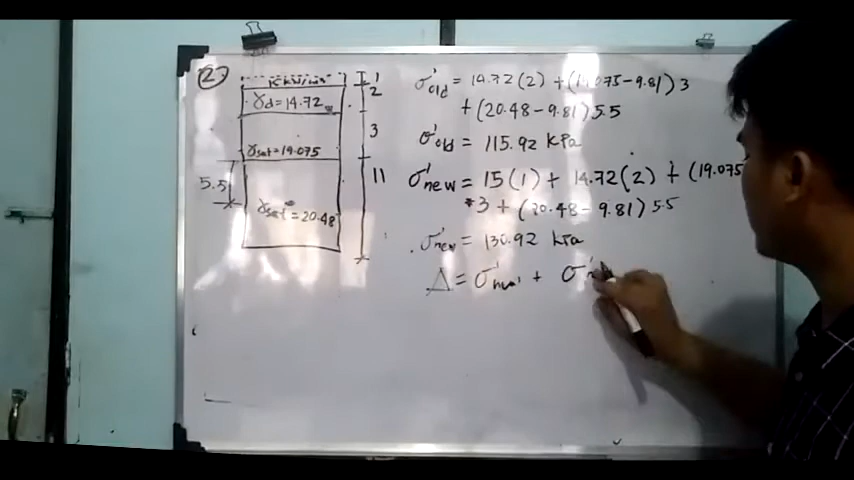 2.
1
2
γd = 14.72
3
γsat = 19.075
5.5
11
γsat = 20.48
σ'old = 14.72(2) + (19.075 - 9.81) 3
+ (20.48 - 9.81) 5.5
σ'old = 115.92 kPa
σ'new = 15(1) + 14.72(2) + (19.075
*3 + (20.48 - 9.81) 5.5
σ'new = 130.92 kPa
Δ = σ'new + σ'